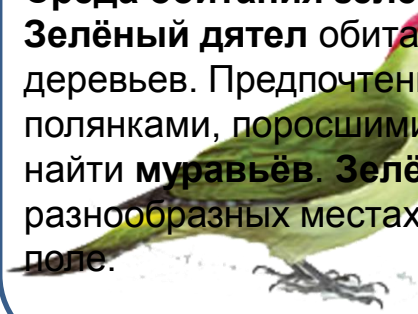 Зелёный дятел обита
деревьев. Предпочтен
полянками, поросшими
найти муравьёв. Зелё
разнообразных местах
поле.